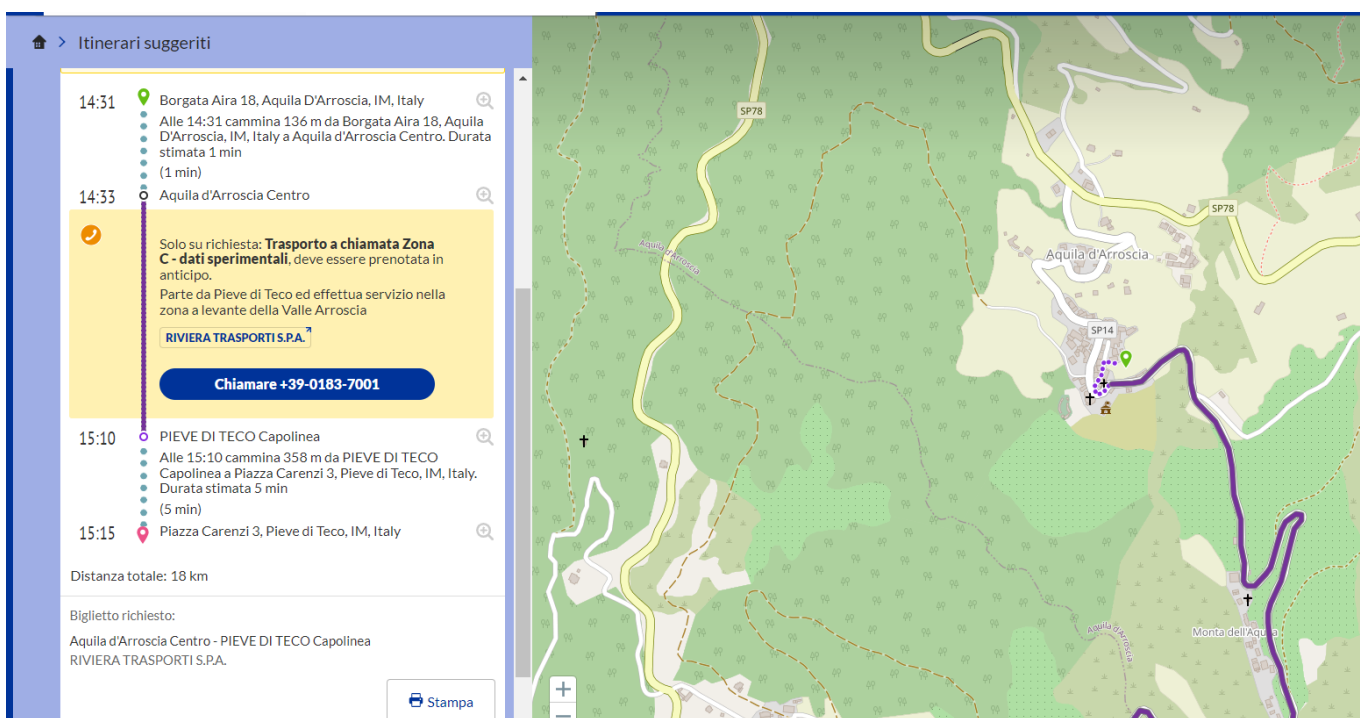 Itinerari suggeriti
14:31
Borgata Aira 18, Aquila D'Arroscia, IM, Italy
Alle 14:31 cammina 136 m da Borgata Aira 18, Aquila
D'Arroscia, IM, Italy a Aquila d'Arroscia Centro. Durata
stimata 1 min
(1 min)
14:33
Aquila d'Arroscia Centro
Solo su richiesta: Trasporto a chiamata Zona
C - dati sperimentali, deve essere prenotata in
anticipo.
Parte da Pieve di Teco ed effettua servizio nella
zona a levante della Valle Arroscia
RIVIERA TRASPORTI S.P.A.
Chiamare +39-0183-7001
15:10
PIEVE DI TECO Capolinea
Alle 15:10 cammina 358 m da PIEVE DI TECO
Capolinea a Piazza Carenzi 3, Pieve di Teco, IM, Italy.
Durata stimata 5 min
(5 min)
15:15
Piazza Carenzi 3, Pieve di Teco, IM, Italy
Distanza totale: 18 km
Biglietto richiesto:
Aquila d'Arroscia Centro - PIEVE DI TECO Capolinea
RIVIERA TRASPORTI S.P.A.
Stampa
SP78
SP78
Aquila d'Arroscia
Aquila d'Arroscia
SP14
Aquila d'Arroscia
Monta dell'Aquila
+
−